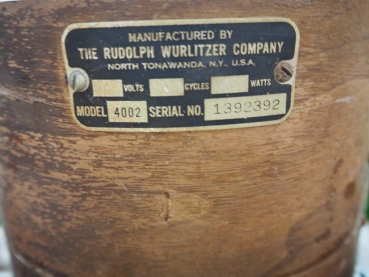 MANUFACTURED BY
THE RUDOLPH WURLITZER COMPANY
NORTH TONAWANDA, N.Y., U.S.A.
VOLTS CYCLES WATTS
MODEL 4002 SERIAL NO. 1392392